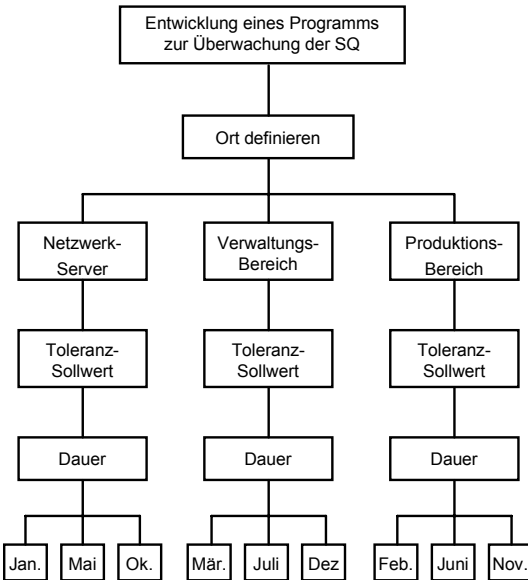 Entwicklung eines Programms
zur Überwachung der SQ
Ort definieren
Netzwerk-
Server
Verwaltungs-
Bereich
Produktions-
Bereich
Toleranz-
Sollwert
Toleranz-
Sollwert
Toleranz-
Sollwert
Dauer
Dauer
Dauer
Jan.
Mai
Ok.
Mär.
Juli
Dez
Feb.
Juni
Nov.